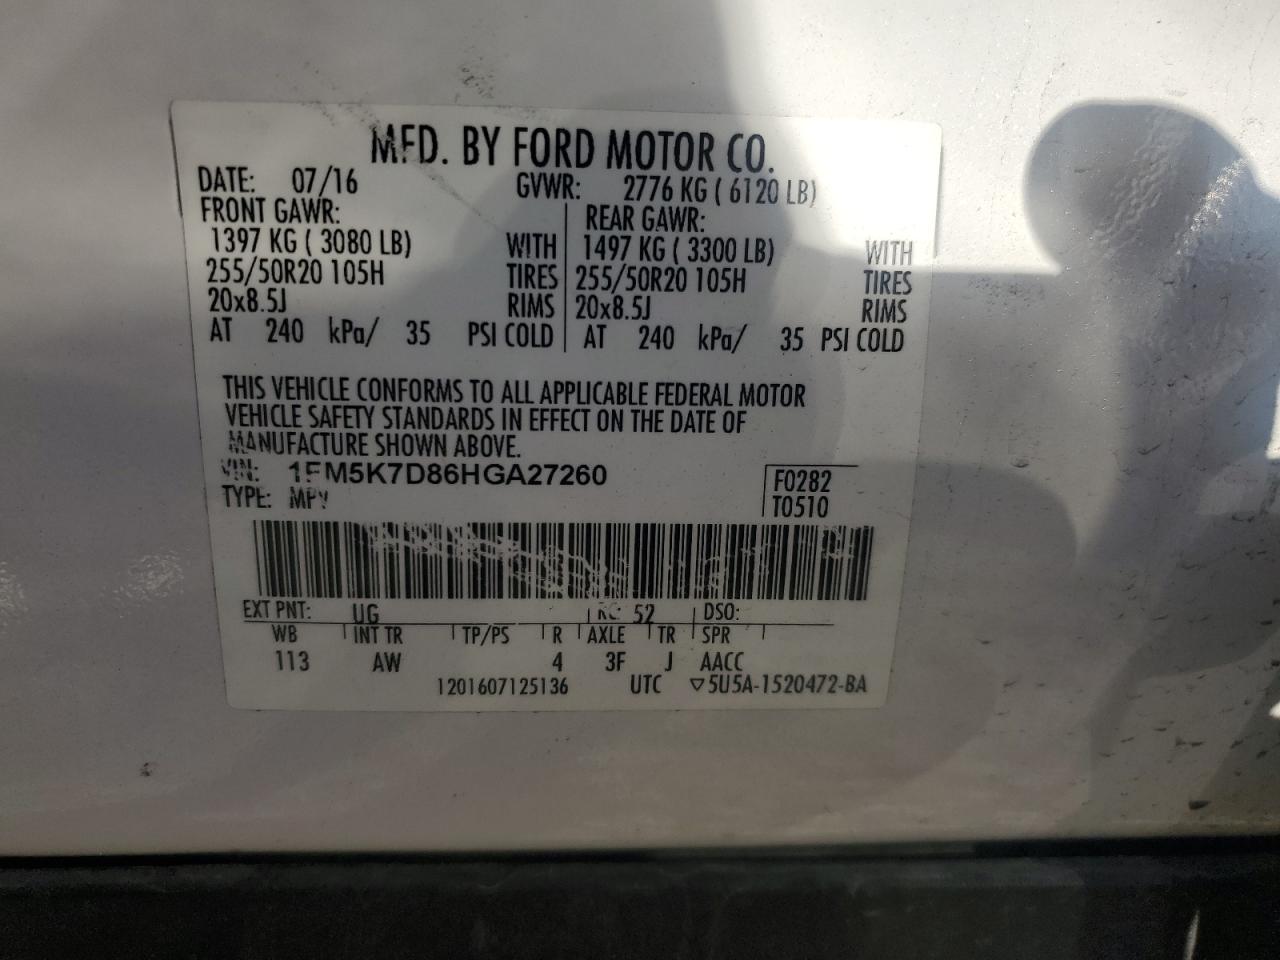 MFD. BY FORD MOTOR CO.
DATE: 07/16 GVWR: 2776 KG ( 6120 LB)
FRONT GAWR: REAR GAWR:
1397 KG ( 3080 LB) WITH 1497 KG ( 3300 LB) WITH
255/50R20 105H TIRES 255/50R20 105H TIRES
20x8.5J RIMS 20x8.5J RIMS
AT 240 kPa/ 35 PSI COLD AT 240 kPa/ 35 PSI COLD
THIS VEHICLE CONFORMS TO ALL APPLICABLE FEDERAL MOTOR
VEHICLE SAFETY STANDARDS IN EFFECT ON THE DATE OF
MANUFACTURE SHOWN ABOVE.
VIN: 1FM5K7D86HGA27260 F0282
TYPE: MPV T0510
EXT PNT: UG RC: 52 DSO:
WB INT TR TP/PS R AXLE TR SPR
113 AW 4 3F J AACC
1201607125136 UTC ▽5U5A-1520472-BA